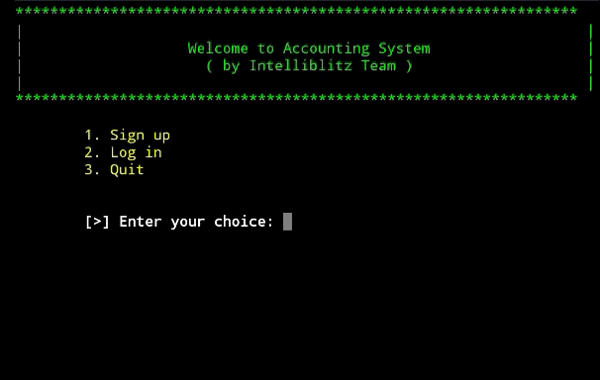 *****************************************************************
| |
| Welcome to Accounting System |
| ( by Intelliblitz Team ) |
| |
*****************************************************************
1. Sign up
2. Log in
3. Quit
[>] Enter your choice: